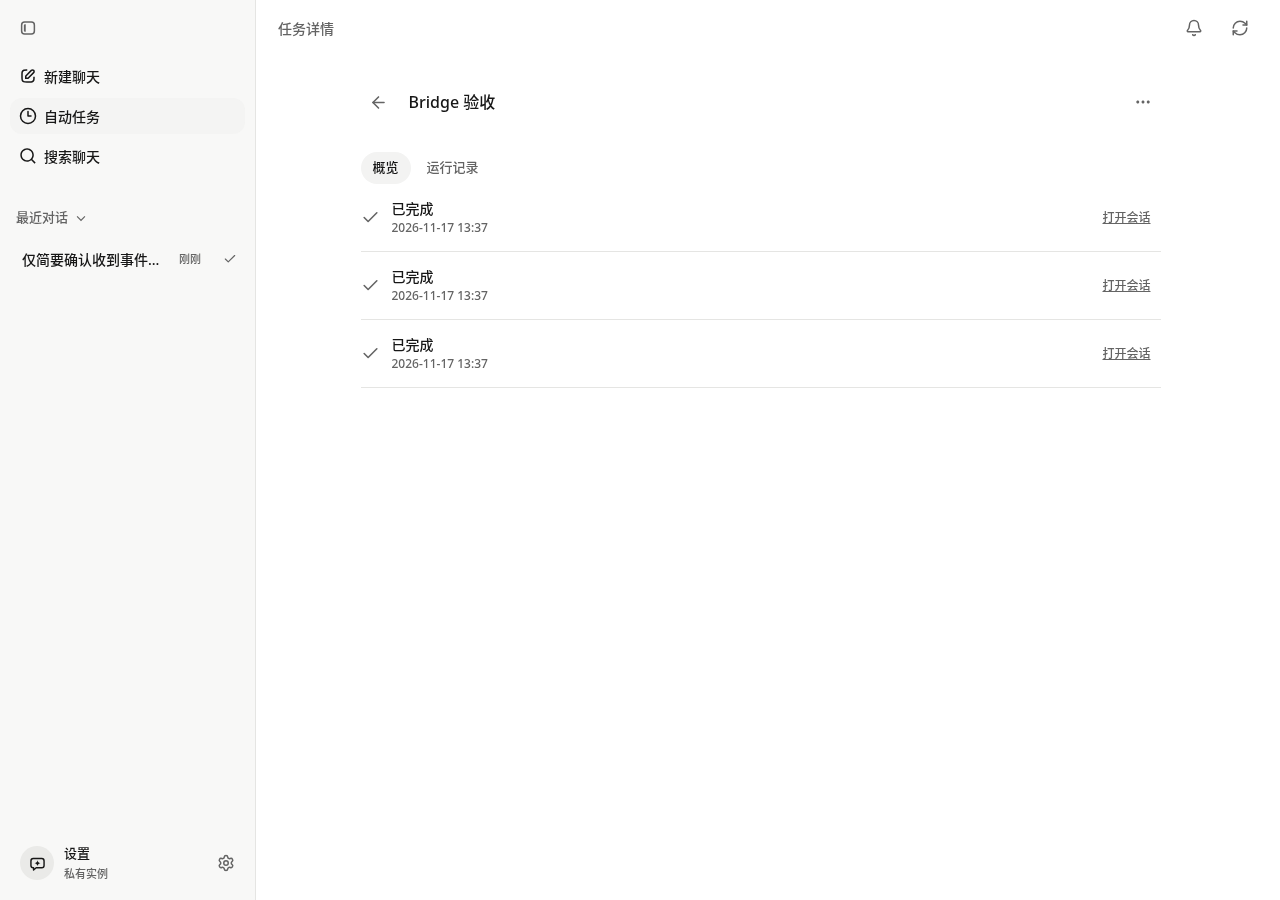 任务详情
新建聊天
自动任务
搜索聊天
最近对话
仅简要确认收到事件... 刚刚
设置
私有实例
Bridge 验收
概览 运行记录
已完成
2026-11-17 13:37
打开会话
已完成
2026-11-17 13:37
打开会话
已完成
2026-11-17 13:37
打开会话